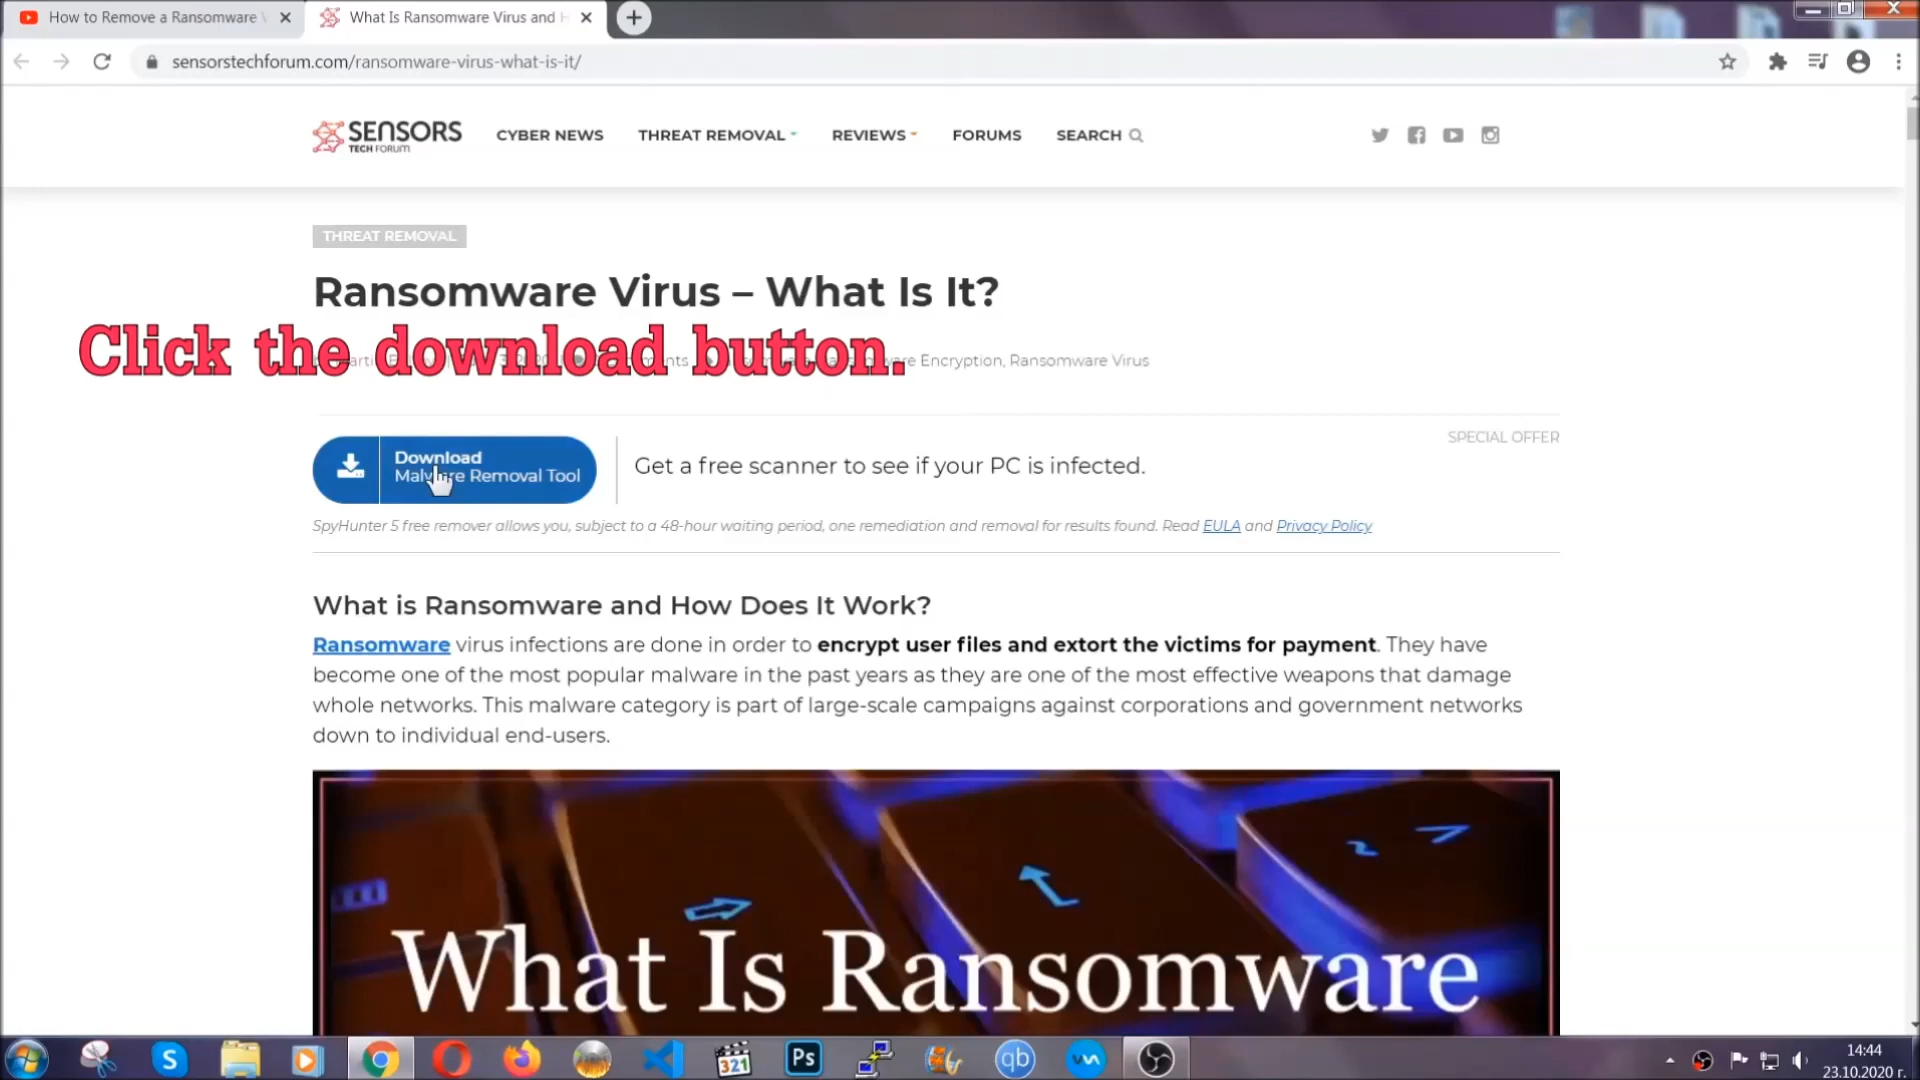 How to Remove a Ransomware V
What Is Ransomware Virus and H
sensorstechforum.com/ransomware-virus-what-is-it/
SENSORS
TECH FORUM
CYBER NEWS
THREAT REMOVAL
REVIEWS
FORUMS
SEARCH
THREAT REMOVAL
Ransomware Virus – What Is It?
Click the download button.
Encryption, Ransomware Virus
SPECIAL OFFER
Download
Malware Removal Tool
Get a free scanner to see if your PC is infected.
SpyHunter 5 free remover allows you, subject to a 48-hour waiting period, one remediation and removal for results found. Read EULA and Privacy Policy
What is Ransomware and How Does It Work?
Ransomware virus infections are done in order to encrypt user files and extort the victims for payment. They have
become one of the most popular malware in the past years as they are one of the most effective weapons that damage
whole networks. This malware category is part of large-scale campaigns against corporations and government networks
down to individual end-users.
What Is Ransomware
S
321
Ps
qb
14:44
23.10.2020 г.